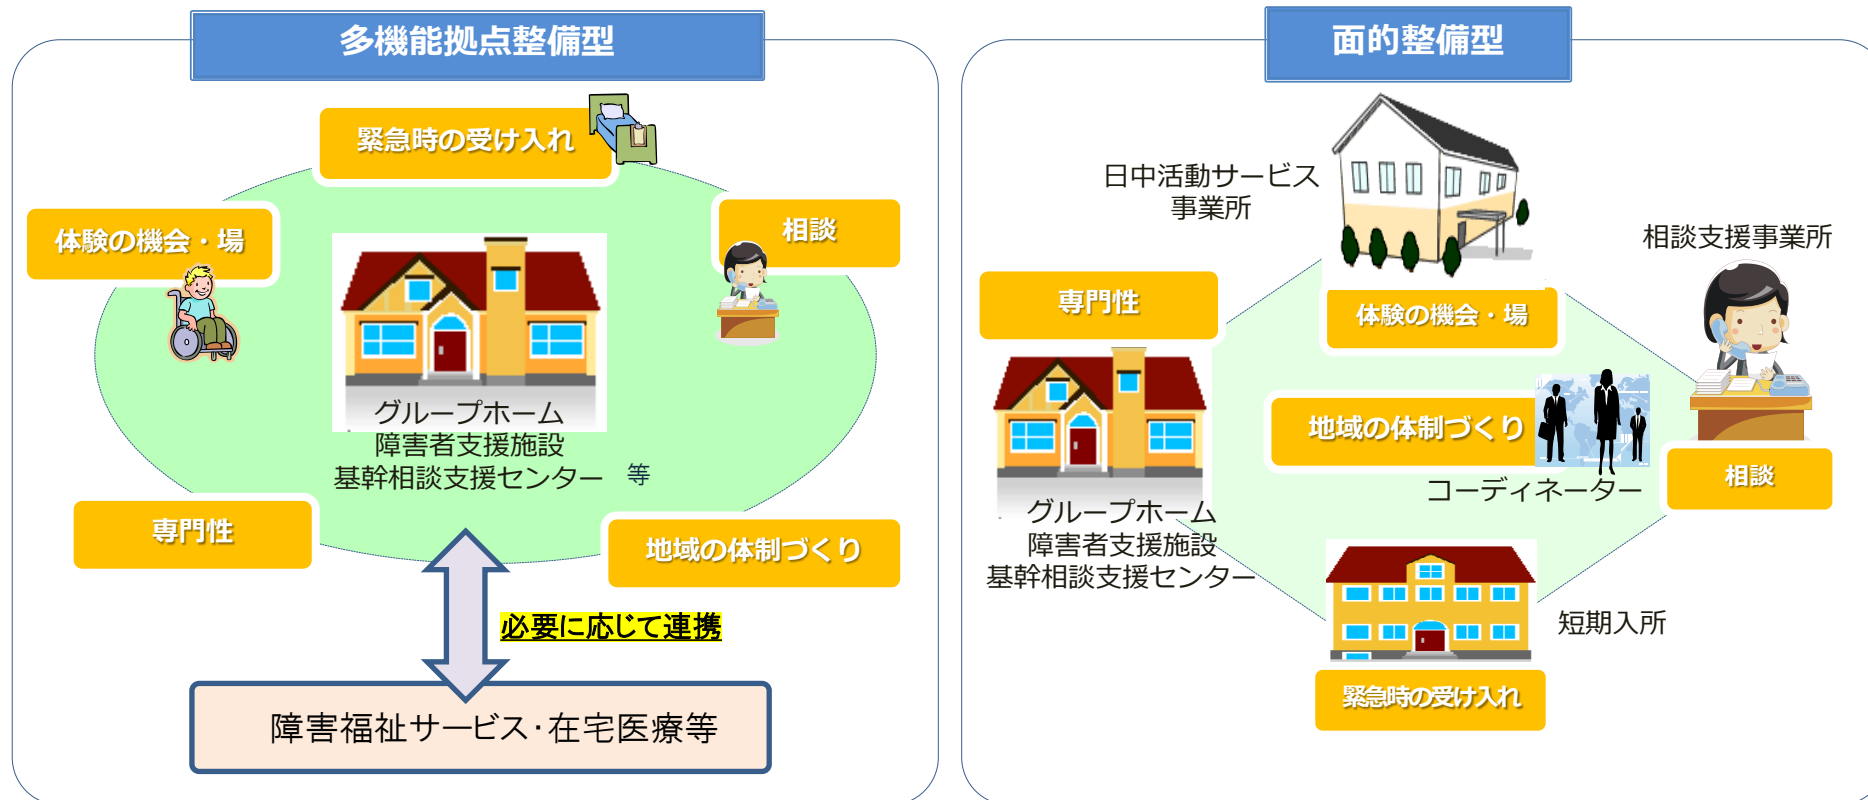 多機能拠点整備型
緊急時の受け入れ
体験の機会・場
相談
グループホーム
障害者支援施設
基幹相談支援センター 等
専門性
地域の体制づくり
必要に応じて連携
障害福祉サービス・在宅医療等
面的整備型
日中活動サービス
事業所
相談支援事業所
専門性
体験の機会・場
地域の体制づくり
コーディネーター
相談
グループホーム
障害者支援施設
基幹相談支援センター
短期入所
緊急時の受け入れ